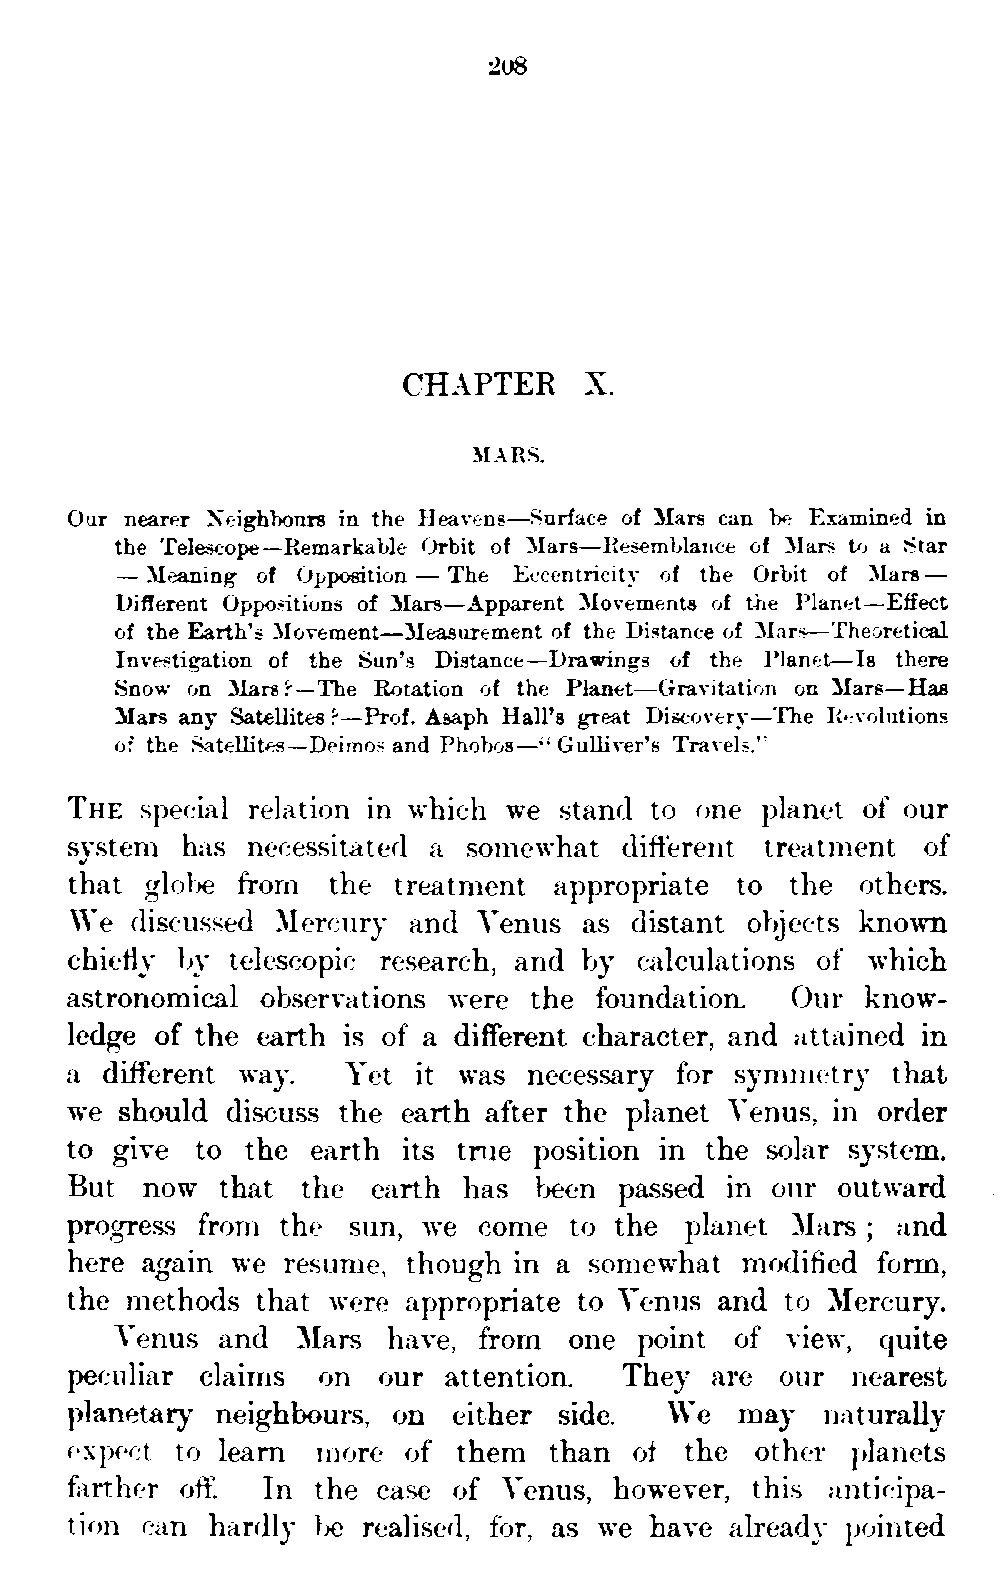 208
CHAPTER X.
MARS.
Our nearer Neighbours in the Heavens—Surface of Mars can be Examined in
the Telescope—Remarkable Orbit of Mars—Resemblance of Mars to a Star
— Meaning of Opposition — The Eccentricity of the Orbit of Mars—
Different Oppositions of Mars—Apparent Movements of the Planet—Effect
of the Earth's Movement—Measurement of the Distance of Mars—Theoretical
Investigation of the Sun's Distance—Drawings of the Planet—Is there
Snow on Mars?—The Rotation of the Planet—Gravitation on Mars—Has
Mars any Satellites?—Prof. Asaph Hall's great Discovery—The Revolutions
of the Satellites—Deimos and Phobos—"Gulliver's Travels."
THE special relation in which we stand to one planet of our
system has necessitated a somewhat different treatment of
that globe from the treatment appropriate to the others.
We discussed Mercury and Venus as distant objects known
chiefly by telescopic research, and by calculations of which
astronomical observations were the foundation. Our know-
ledge of the earth is of a different character, and attained in
a different way. Yet it was necessary for symmetry that
we should discuss the earth after the planet Venus, in order
to give to the earth its true position in the solar system.
But now that the earth has been passed in our outward
progress from the sun, we come to the planet Mars; and
here again we resume, though in a somewhat modified form,
the methods that were appropriate to Venus and to Mercury.
Venus and Mars have, from one point of view, quite
peculiar claims on our attention. They are our nearest
planetary neighbours, on either side. We may naturally
expect to learn more of them than of the other planets
farther off. In the case of Venus, however, this anticipa-
tion can hardly be realised, for, as we have already pointed